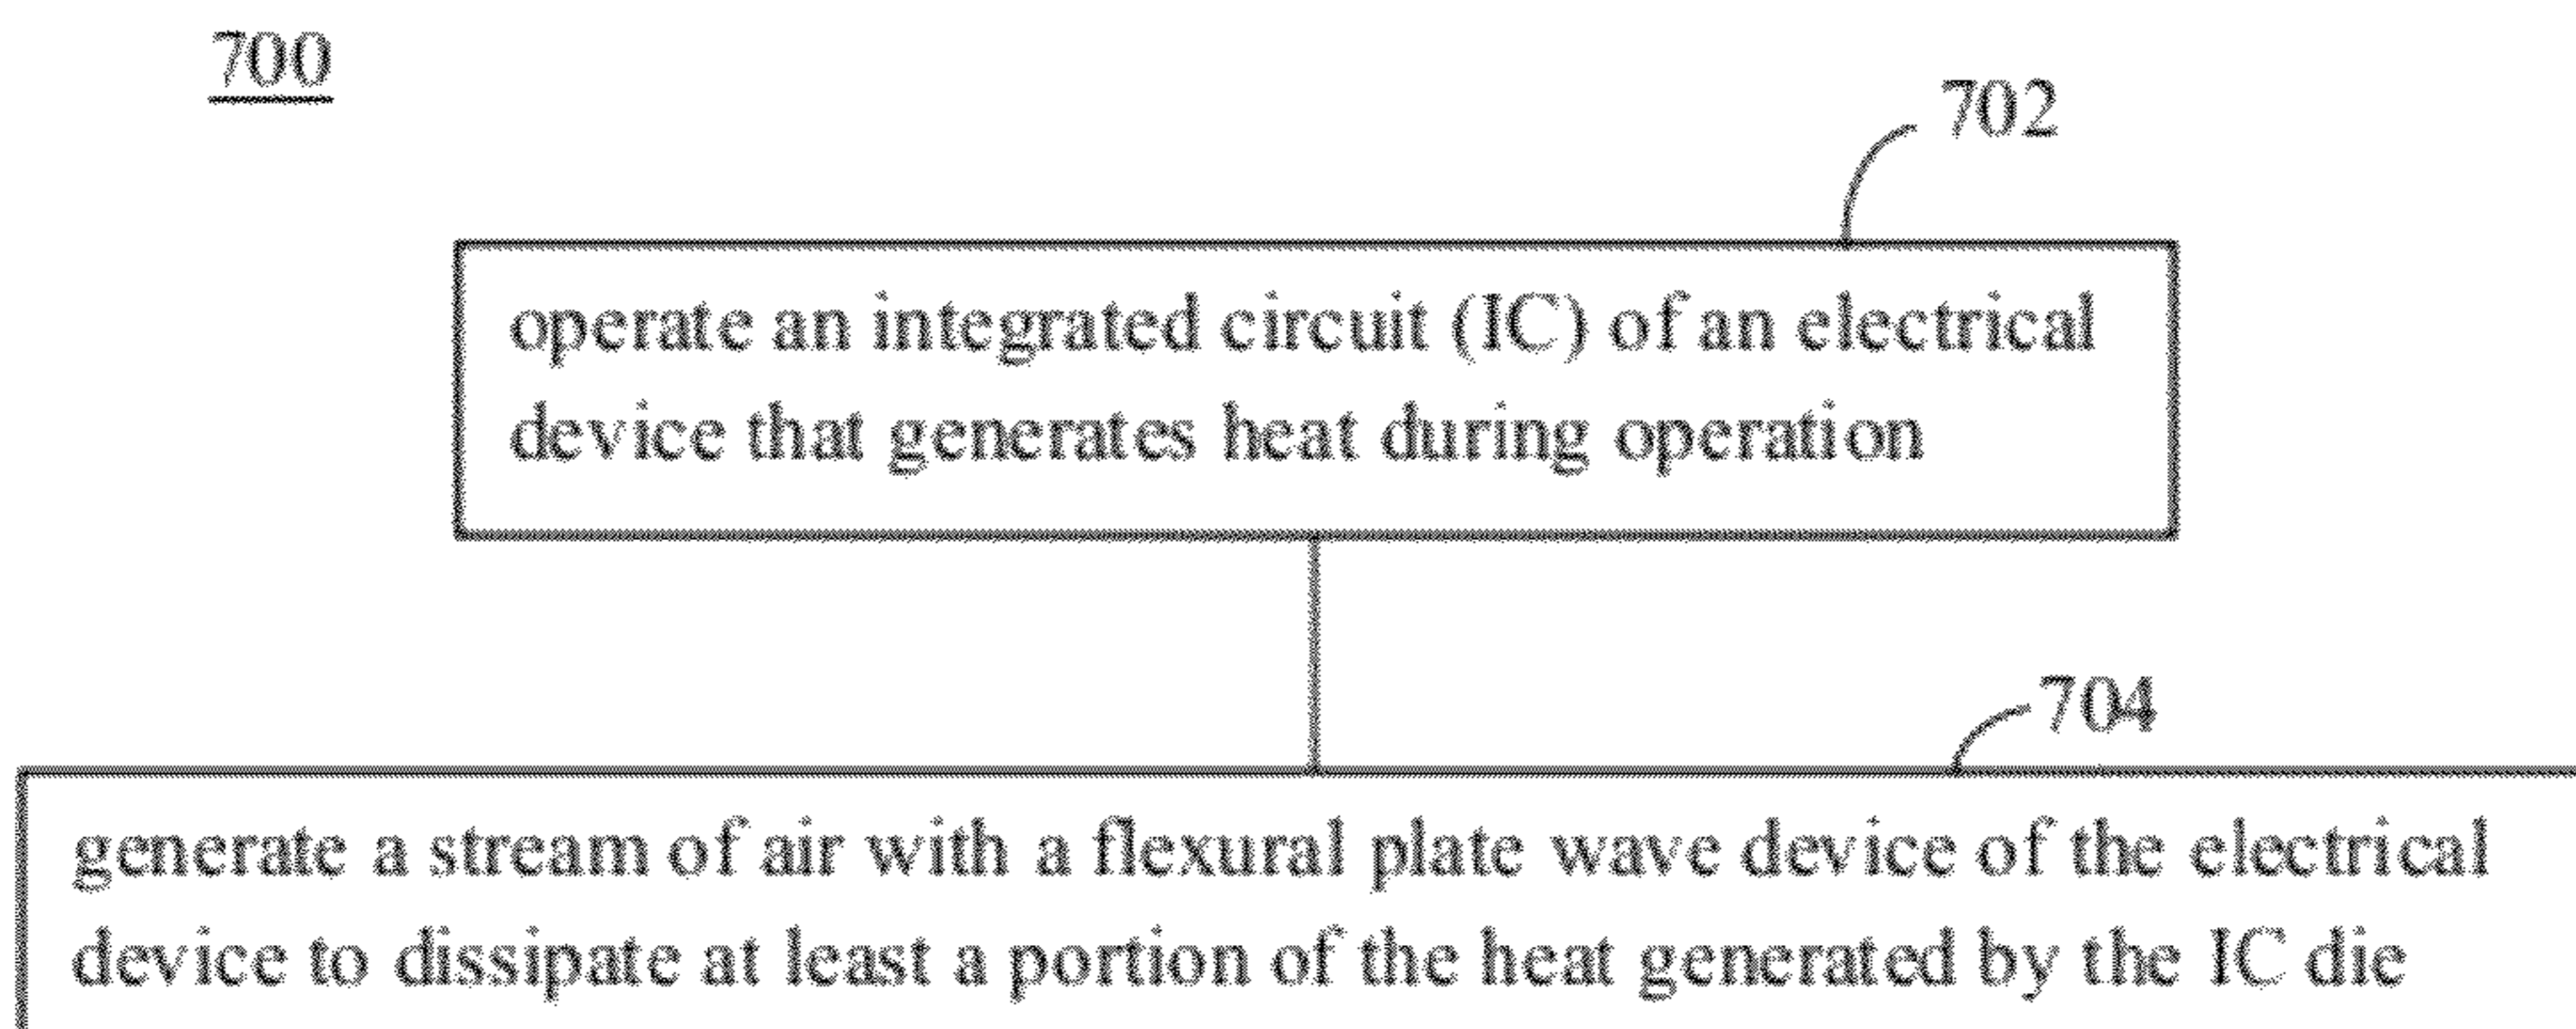 700
702
operate an integrated circuit (IC) of an electrical
device that generates heat during operation
704
generate a stream of air with a flexural plate wave device of the electrical
device to dissipate at least a portion of the heat generated by the IC die